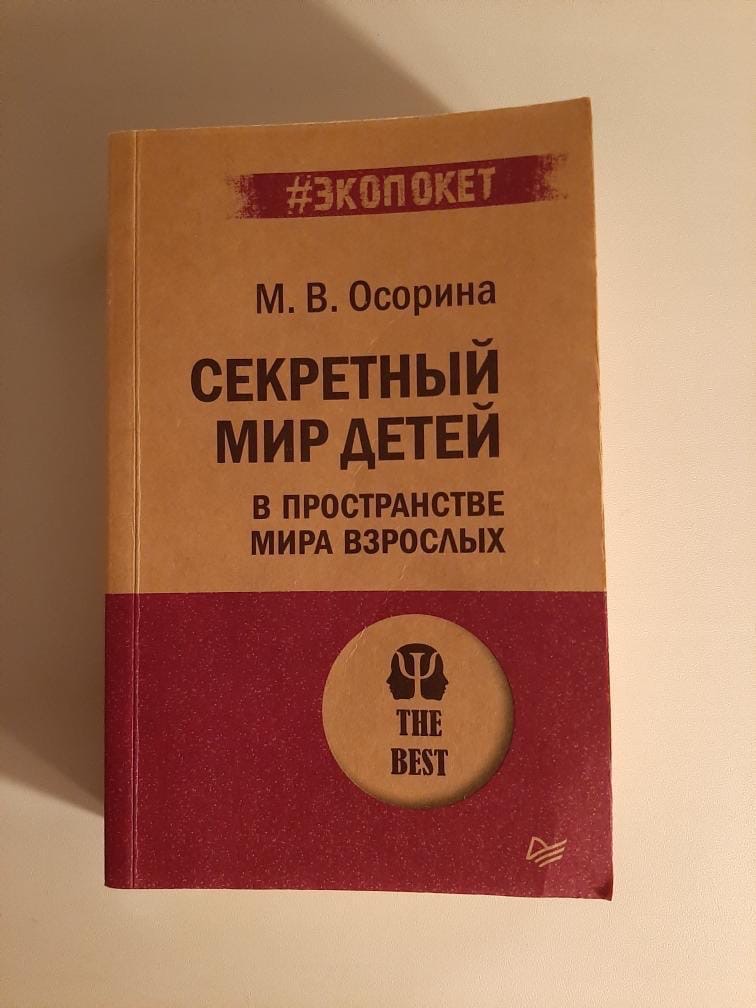 #ЭКОПОКЕТ
М. В. Осорина
СЕКРЕТНЫЙ
МИР ДЕТЕЙ
В ПРОСТРАНСТВЕ
МИРА ВЗРОСЛЫХ
Ψ
THE
BEST